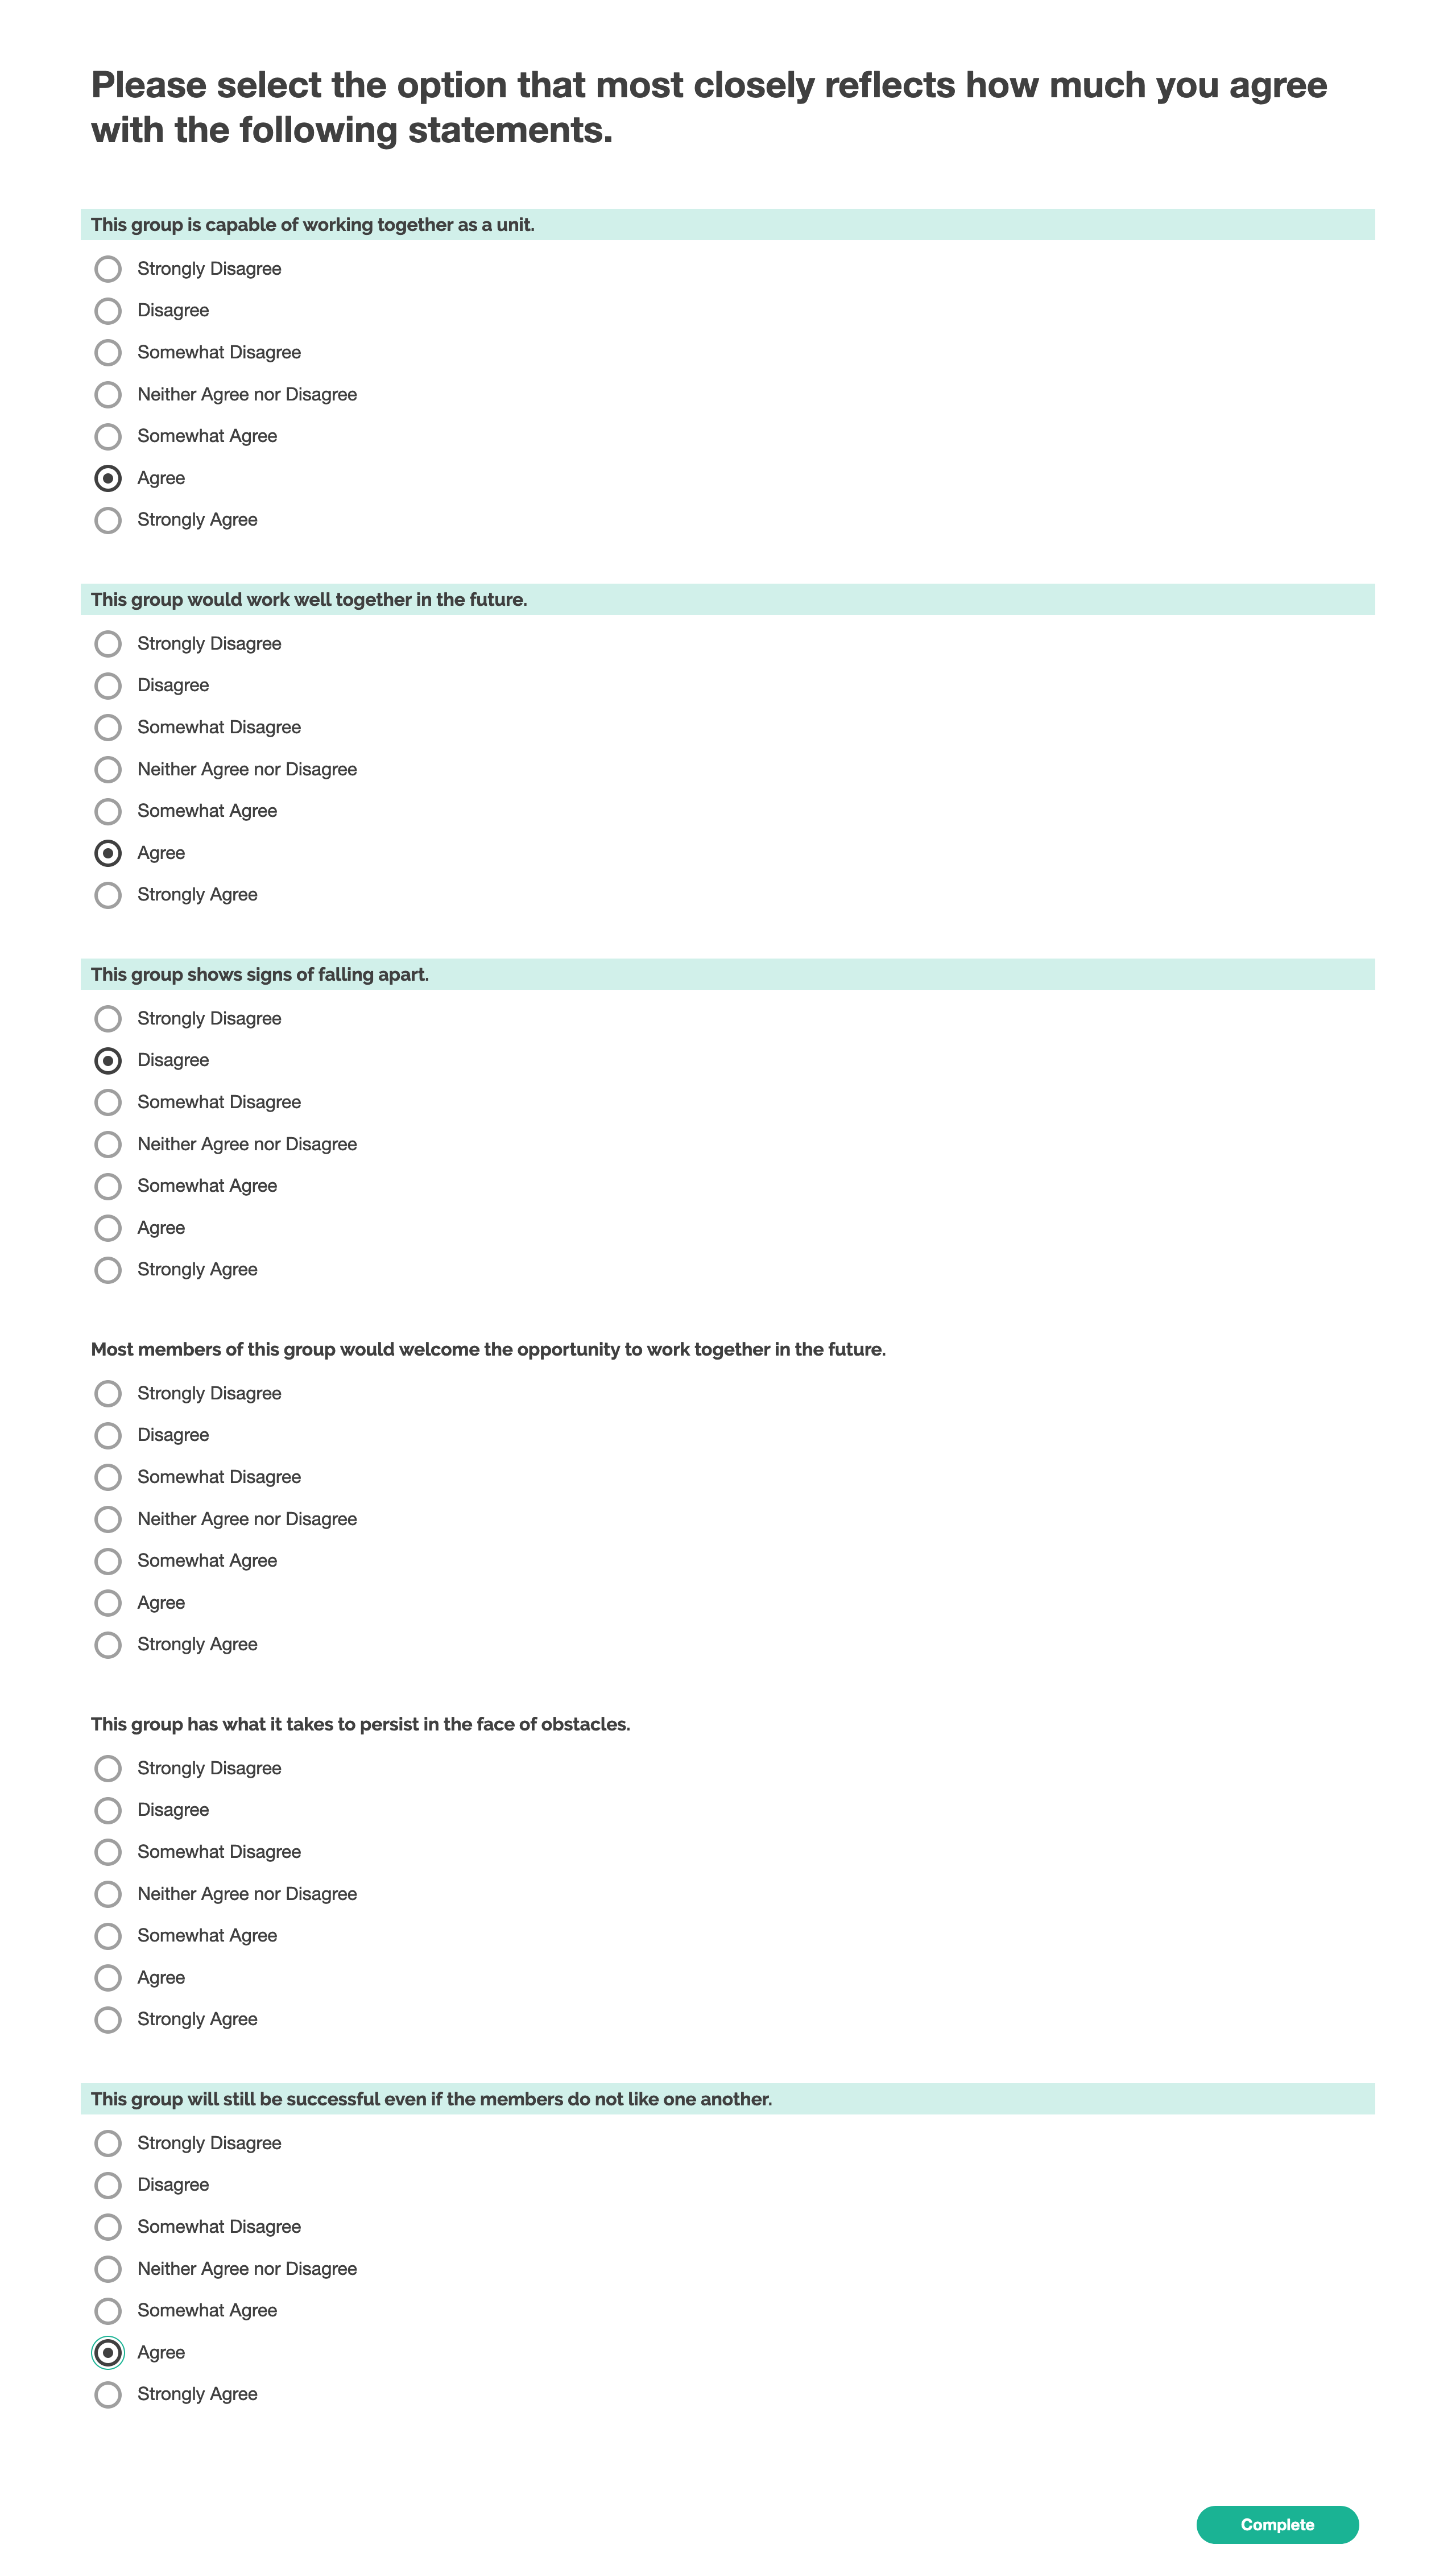 Please select the option that most closely reflects how much you agree
with the following statements.
This group is capable of working together as a unit.
Strongly Disagree
Disagree
Somewhat Disagree
Neither Agree nor Disagree
Somewhat Agree
Agree
Strongly Agree
This group would work well together in the future.
Strongly Disagree
Disagree
Somewhat Disagree
Neither Agree nor Disagree
Somewhat Agree
Agree
Strongly Agree
This group shows signs of falling apart.
Strongly Disagree
Disagree
Somewhat Disagree
Neither Agree nor Disagree
Somewhat Agree
Agree
Strongly Agree
Most members of this group would welcome the opportunity to work together in the future.
Strongly Disagree
Disagree
Somewhat Disagree
Neither Agree nor Disagree
Somewhat Agree
Agree
Strongly Agree
This group has what it takes to persist in the face of obstacles.
Strongly Disagree
Disagree
Somewhat Disagree
Neither Agree nor Disagree
Somewhat Agree
Agree
Strongly Agree
This group will still be successful even if the members do not like one another.
Strongly Disagree
Disagree
Somewhat Disagree
Neither Agree nor Disagree
Somewhat Agree
Agree
Strongly Agree
Complete